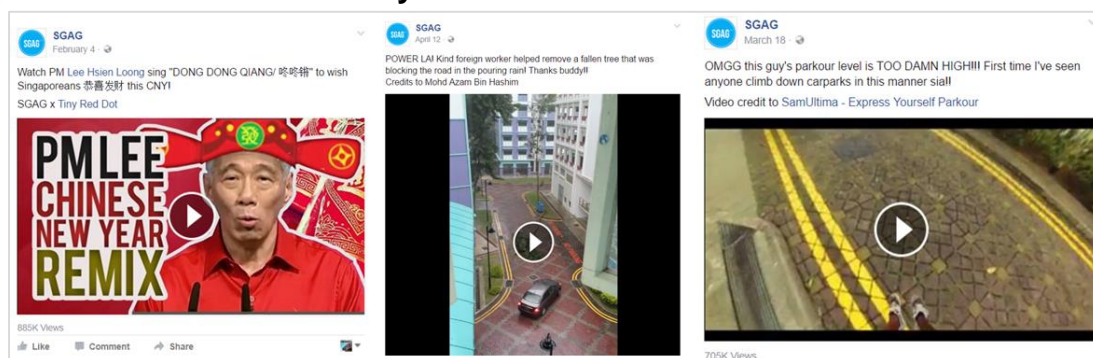 SGAG
February 4
Watch PM Lee Hsien Loong sing "DONG DONG QIANG/ 咚咚锵" to wish
Singaporeans 恭喜发财 this CNY!
SGAG x Tiny Red Dot
PM LEE
CHINESE
NEW YEAR
REMIX
發
885K Views
Like Comment Share
SGAG
April 12
POWER LA! Kind foreign worker helped remove a fallen tree that was
blocking the road in the pouring rain! Thanks buddy!!
Credits to Mohd Azam Bin Hashim
SGAG
March 18
OMGG this guy's parkour level is TOO DAMN HIGH!!! First time I've seen
anyone climb down carparks in this manner sia!!
Video credit to SamUltima - Express Yourself Parkour
705K Views